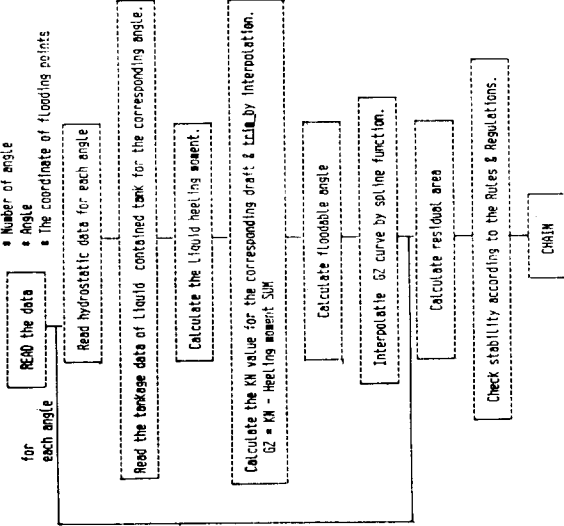 * Number of angle
* Angle
* The coordinate of flooding points
for
each angle
READ the data
Read hydrostatic data for each angle
Read the tankage data of liquid contained tank for the corresponding angle.
Calculate the liquid heeling moment.
Calculate the KN value for the corresponding draft & trim by interpolation.
GZ = KN - Heeling moment SUM
Calculate floodable angle
Interpolatie GZ curve by spline function.
Calculate residual area
Check stability according to the Rules & Regulations.
CHAIN